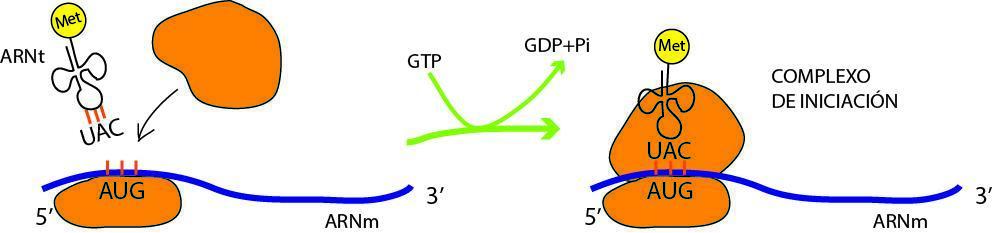 Met
ARNt
UAC
AUG
5'
3'
ARNm
GTP
GDP+Pi
Met
COMPLEXO
DE INICIACIÓN
UAC
AUG
5'
3'
ARNm